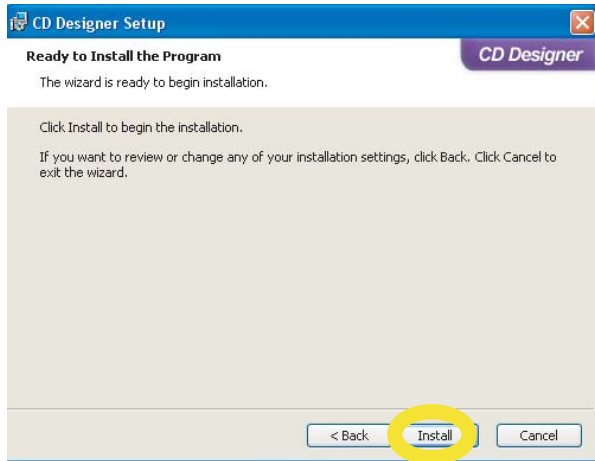 CD Designer Setup
Ready to Install the Program
CD Designer
The wizard is ready to begin installation.
Click Install to begin the installation.
If you want to review or change any of your installation settings, click Back. Click Cancel to
exit the wizard.
< Back Install Cancel